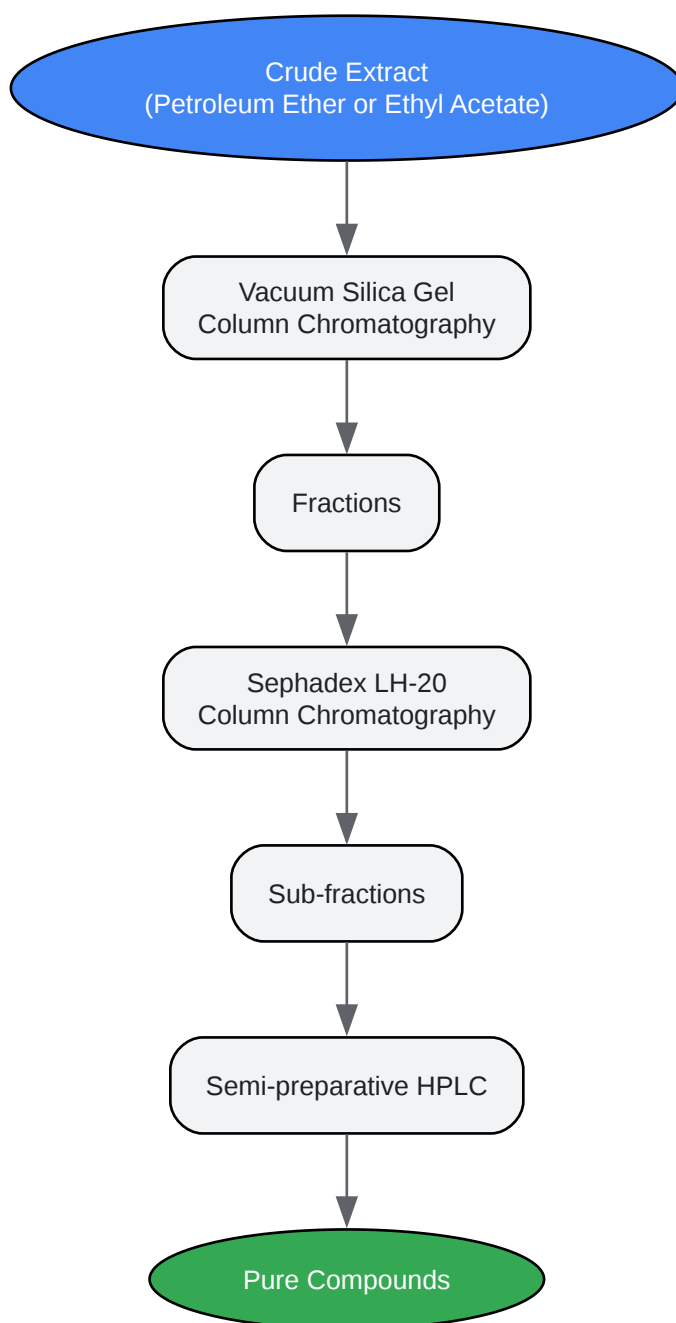 Crude Extract
(Petroleum Ether or Ethyl Acetate)
Vacuum Silica Gel
Column Chromatography
Fractions
Sephadex LH-20
Column Chromatography
Sub-fractions
Semi-preparative HPLC
Pure Compounds